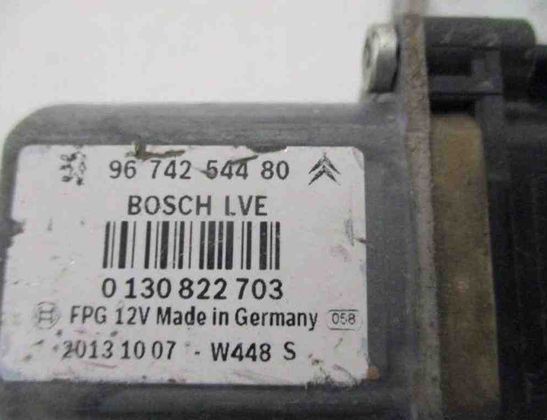 96 742 544 80
BOSCH LVE
0 130 822 703
FPG 12V Made in Germany 058
2013 10 07 - W448 S